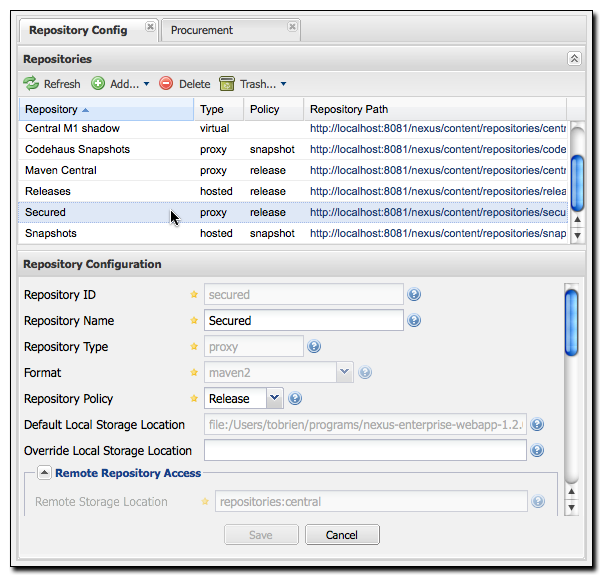 Repository Config Procurement
Repositories
Refresh Add... Delete Trash...
Repository Type Policy Repository Path
Central M1 shadow virtual http://localhost:8081/nexus/content/repositories/centr
Codehaus Snapshots proxy snapshot http://localhost:8081/nexus/content/repositories/code
Maven Central proxy release http://localhost:8081/nexus/content/repositories/centr
Releases hosted release http://localhost:8081/nexus/content/repositories/relea
Secured proxy release http://localhost:8081/nexus/content/repositories/secu
Snapshots hosted snapshot http://localhost:8081/nexus/content/repositories/snap
Repository Configuration
Repository ID secured
Repository Name Secured
Repository Type proxy
Format maven2
Repository Policy Release
Default Local Storage Location file:/Users/tobrien/programs/nexus-enterprise-webapp-1.2.
Override Local Storage Location
Remote Repository Access
Remote Storage Location repositories:central
Save Cancel